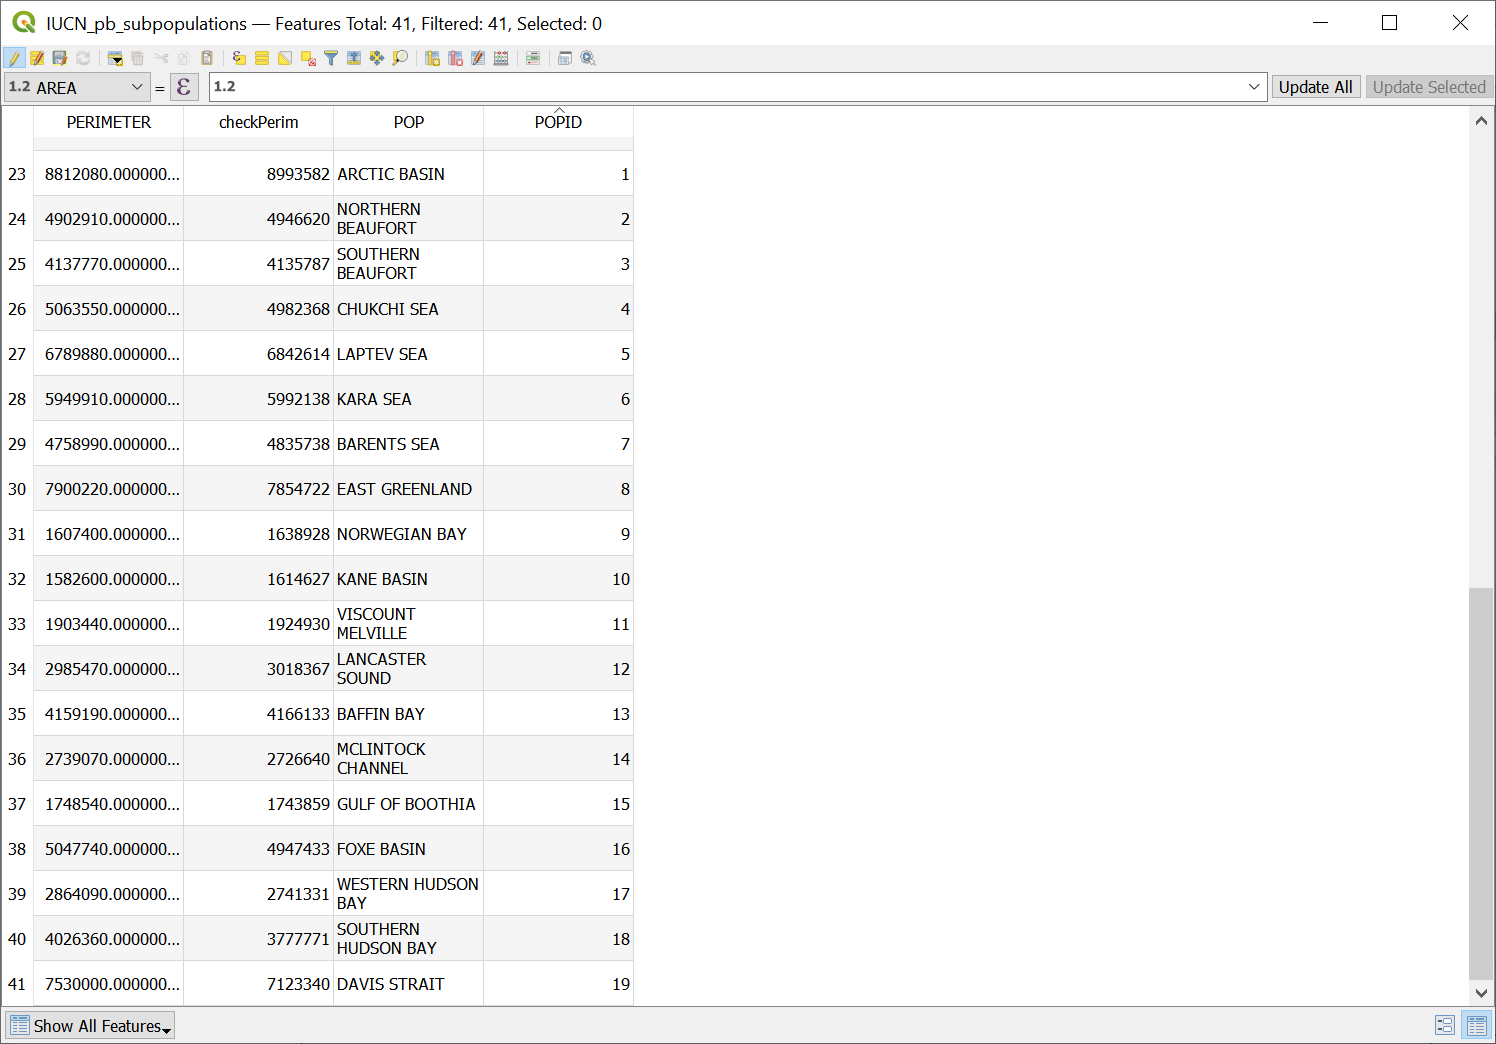 IUCN_pb_subpopulations — Features Total: 41, Filtered: 41, Selected: 0
1.2 AREA = ε 1.2 Update All Update Selected
PERIMETER checkPerim POP POPID
23 8812080.000000... 8993582 ARCTIC BASIN 1
24 4902910.000000... 4946620 NORTHERN
BEAUFORT 2
25 4137770.000000... 4135787 SOUTHERN
BEAUFORT 3
26 5063550.000000... 4982368 CHUKCHI SEA 4
27 6789880.000000... 6842614 LAPTEV SEA 5
28 5949910.000000... 5992138 KARA SEA 6
29 4758990.000000... 4835738 BARENTS SEA 7
30 7900220.000000... 7854722 EAST GREENLAND 8
31 1607400.000000... 1638928 NORWEGIAN BAY 9
32 1582600.000000... 1614627 KANE BASIN 10
33 1903440.000000... 1924930 VISCOUNT
MELVILLE 11
34 2985470.000000... 3018367 LANCASTER
SOUND 12
35 4159190.000000... 4166133 BAFFIN BAY 13
36 2739070.000000... 2726640 MCLINTOCK
CHANNEL 14
37 1748540.000000... 1743859 GULF OF BOOTHIA 15
38 5047740.000000... 4947433 FOXE BASIN 16
39 2864090.000000... 2741331 WESTERN HUDSON
BAY 17
40 4026360.000000... 3777771 SOUTHERN
HUDSON BAY 18
41 7530000.000000... 7123340 DAVIS STRAIT 19
Show All Features